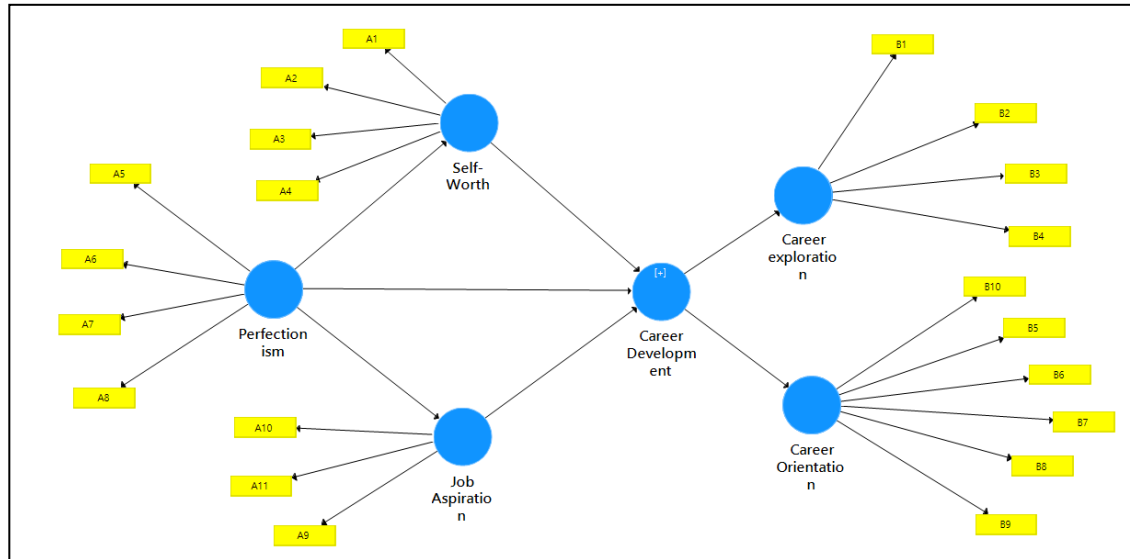 A1
B1
A2
B2
A3
Self-
Worth
B3
A5
A4
B4
Career
exploratio
n
A6
[+]
B10
Perfection
ism
A7
Career
Developm
ent
B5
B6
A8
B7
A10
Career
Orientatio
n
B8
A11
Job
Aspiratio
n
A9
B9